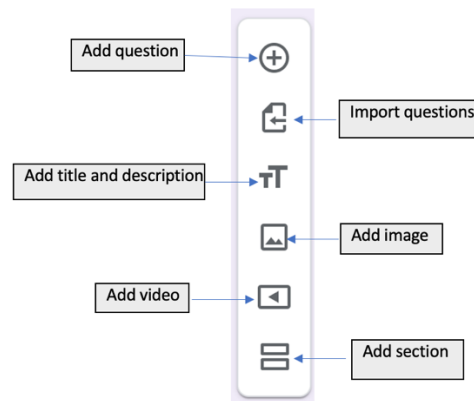 Add question
Import questions
Add title and description
Add image
Add video
Add section